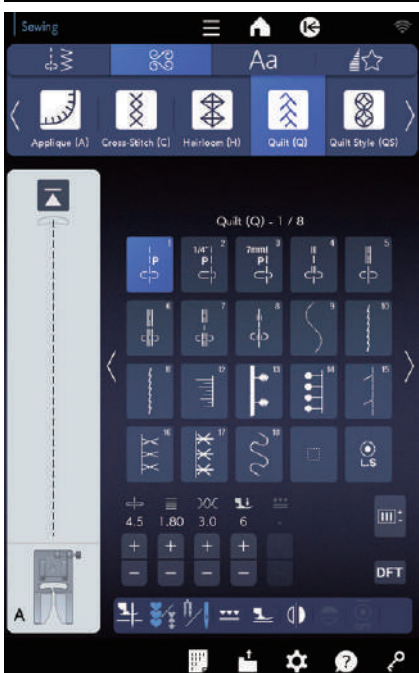 Sewing
Aa
Applique (A) Cross-Stitch (C) Heirloom (H) Quilt (Q) Quilt Style (QS)
Quilt (Q) - 1 / 8
1 2 3 4 5
P 1/4" P 7mm P
6 7 8 9 10
11 12 13 14 15
16 17 18 L.S
4.5 1.80 3.0 6 -
+ + + +
- - - -
DFT
A
?